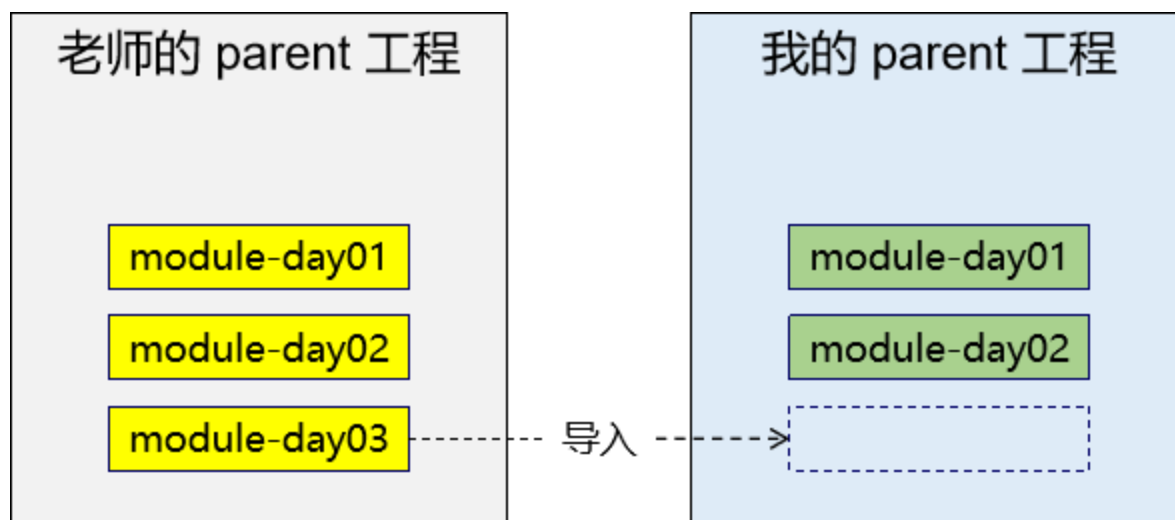 老师的 parent 工程
module-day01
module-day02
module-day03
导入
我的 parent 工程
module-day01
module-day02